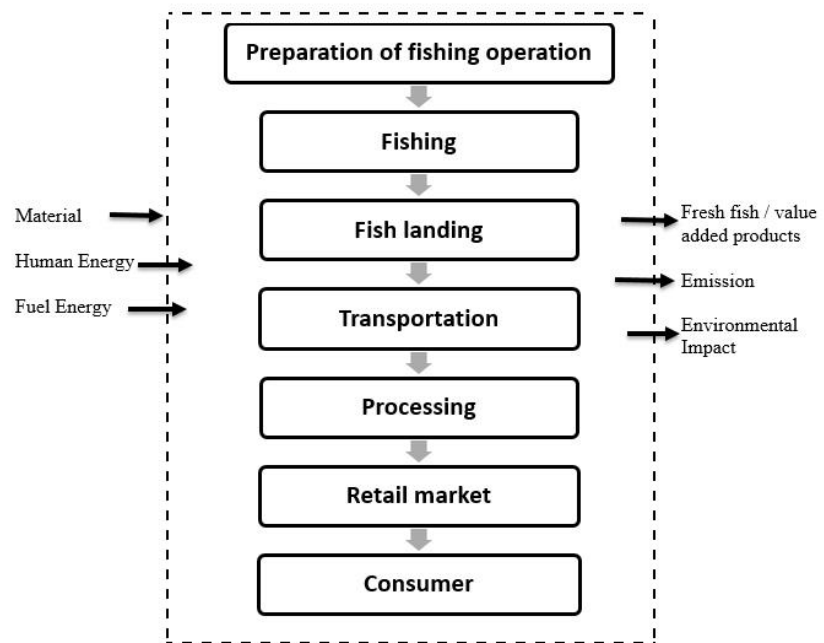 Preparation of fishing operation
Fishing
Fish landing
Transportation
Processing
Retail market
Consumer
Material
Human Energy
Fuel Energy
Fresh fish / value
added products
Emission
Environmental
Impact